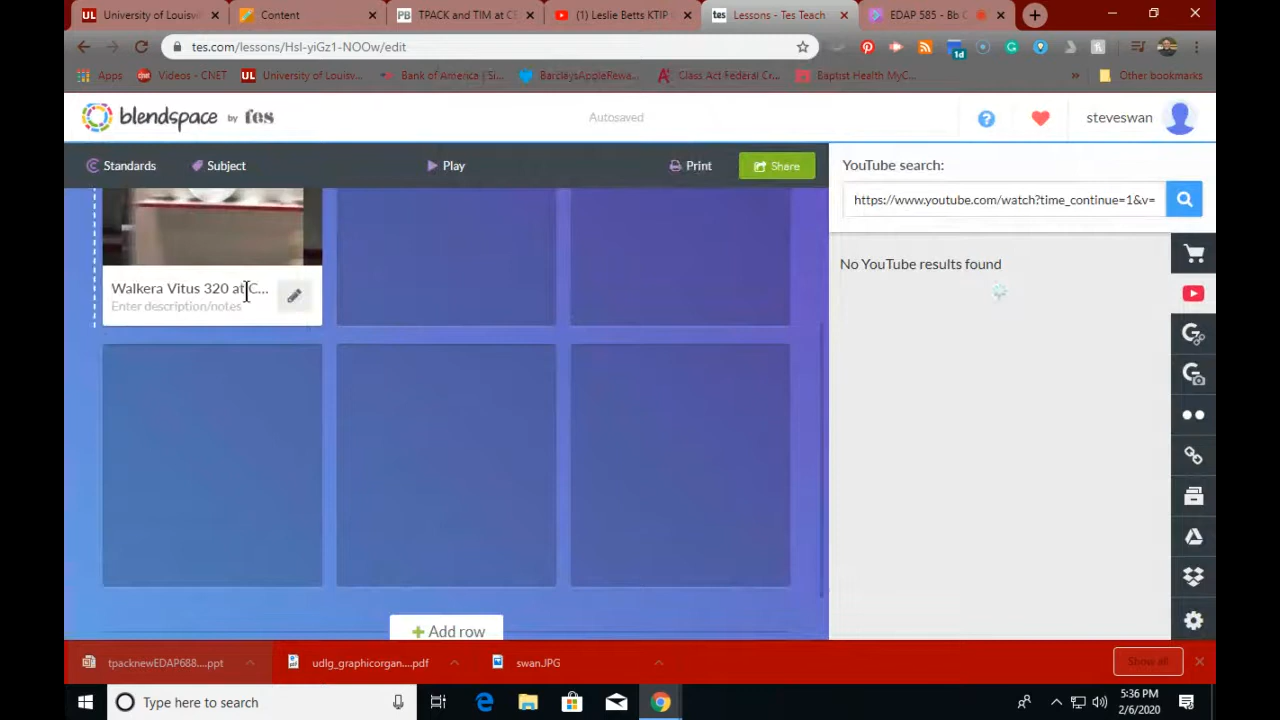 University of Louisvi
Content
TPACK and TIM at CE
(1) Leslie Betts KTIP
Lessons - Tes Teach
EDAP 585 - Bb C
tes.com/lessons/HsI-yiGz1-NOOw/edit
1d
Apps
Videos - CNET
University of Louisv...
Bank of America | Si...
BarclaysAppleRewa...
Class Act Federal Cr...
Baptist Health MyC...
Other bookmarks
blendspace by tes
Autosaved
steveswan
Standards
Subject
Play
Print
Share
YouTube search:
https://www.youtube.com/watch?time_continue=1&v=
No YouTube results found
Walkera Vitus 320 at C...
Enter description/notes
Add row
tpacknewEDAP688....ppt
udlg_graphicorgan....pdf
swan.JPG
Show all
Type here to search
5:36 PM
2/6/2020